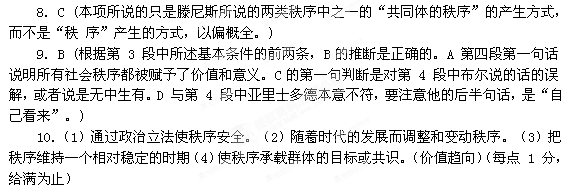 8. C (本项所说的只是滕尼斯所说的两类秩序中之一的“共同体的秩序”的产生方式，
而不是“秩 序”产生的方式，以偏概全。)
9. B (根据第 3 段中所述基本条件的前两条，B 的推断是正确的。A 第四段第一句话
说明所有社会秩序都被赋予了价值和意义。C 的第一句判断是对第 4 段中布尔说的话的误
解，或者说是无中生有。D 与第 4 段中亚里士多德本意不符，要注意他的后半句话，是“自
己看来”。)
10. (1) 通过政治立法使秩序安全。(2) 随着时代的发展而调整和变动秩序。(3) 把
秩序维持一个相对稳定的时期(4) 使秩序承载群体的目标或共识。(价值趋向)(每点 1 分，
给满为止)